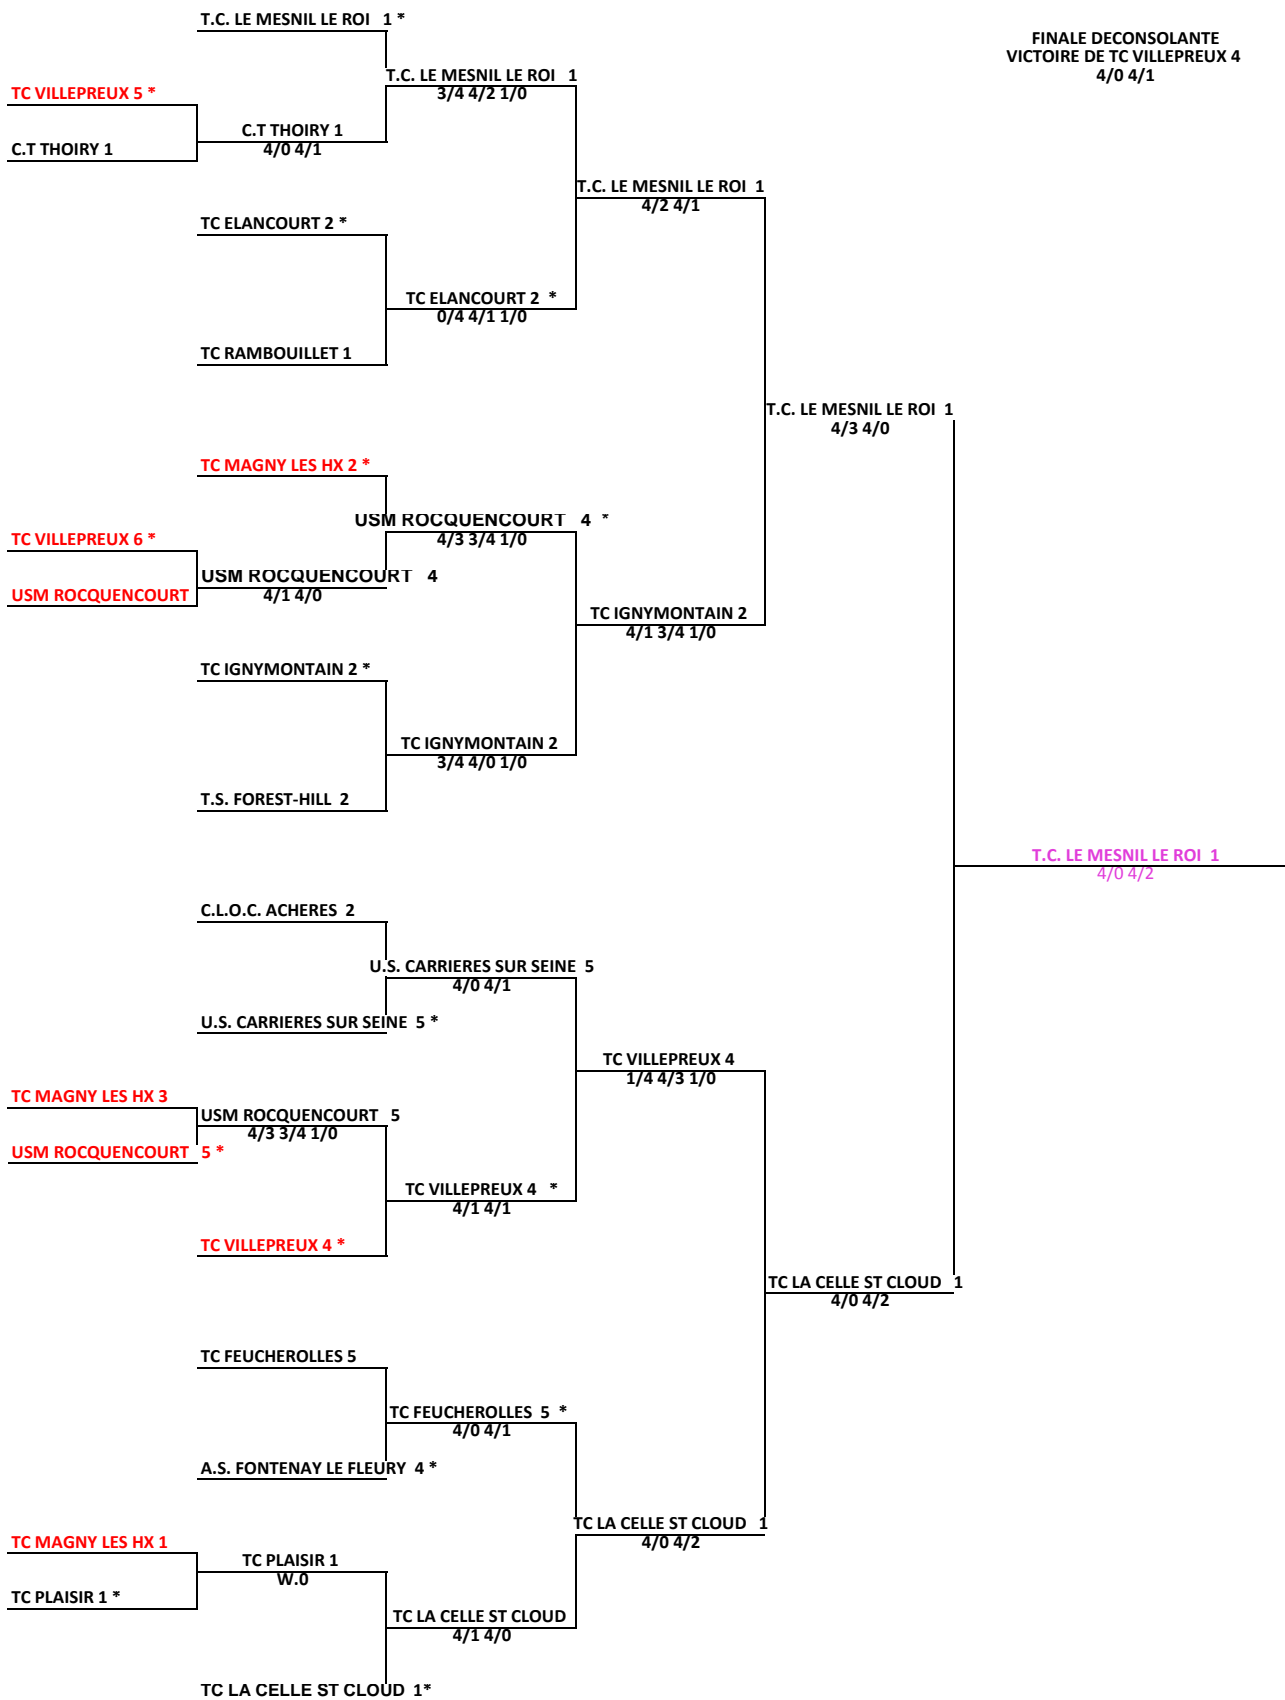 T.C. LE MESNIL LE ROI 1 *
FINALE DECONSOLANTE
VICTOIRE DE TC VILLEPREUX 4
4/0 4/1
T.C. LE MESNIL LE ROI 1
3/4 4/2 1/0
TC VILLEPREUX 5 *
C.T THOIRY 1
4/0 4/1
C.T THOIRY 1
T.C. LE MESNIL LE ROI 1
4/2 4/1
TC ELANCOURT 2 *
TC ELANCOURT 2 *
0/4 4/1 1/0
TC RAMBOUILLET 1
T.C. LE MESNIL LE ROI 1
4/3 4/0
TC MAGNY LES HX 2 *
USM ROCQUENCOURT 4 *
4/3 3/4 1/0
TC VILLEPREUX 6 *
USM ROCQUENCOURT 4
4/1 4/0
USM ROCQUENCOURT
TC IGNYMONTAIN 2
4/1 3/4 1/0
TC IGNYMONTAIN 2 *
TC IGNYMONTAIN 2
3/4 4/0 1/0
T.S. FOREST-HILL 2
T.C. LE MESNIL LE ROI 1
4/0 4/2
C.L.O.C. ACHERES 2
U.S. CARRIERES SUR SEINE 5
4/0 4/1
U.S. CARRIERES SUR SEINE 5 *
TC VILLEPREUX 4
1/4 4/3 1/0
TC MAGNY LES HX 3
USM ROCQUENCOURT 5
4/3 3/4 1/0
USM ROCQUENCOURT 5 *
TC VILLEPREUX 4 *
4/1 4/1
TC VILLEPREUX 4 *
TC LA CELLE ST CLOUD 1
4/0 4/2
TC FEUCHEROLLES 5
TC FEUCHEROLLES 5 *
4/0 4/1
A.S. FONTENAY LE FLEURY 4 *
TC LA CELLE ST CLOUD 1
4/0 4/2
TC MAGNY LES HX 1
TC PLAISIR 1
W.0
TC PLAISIR 1 *
TC LA CELLE ST CLOUD
4/1 4/0
TC LA CELLE ST CLOUD 1*